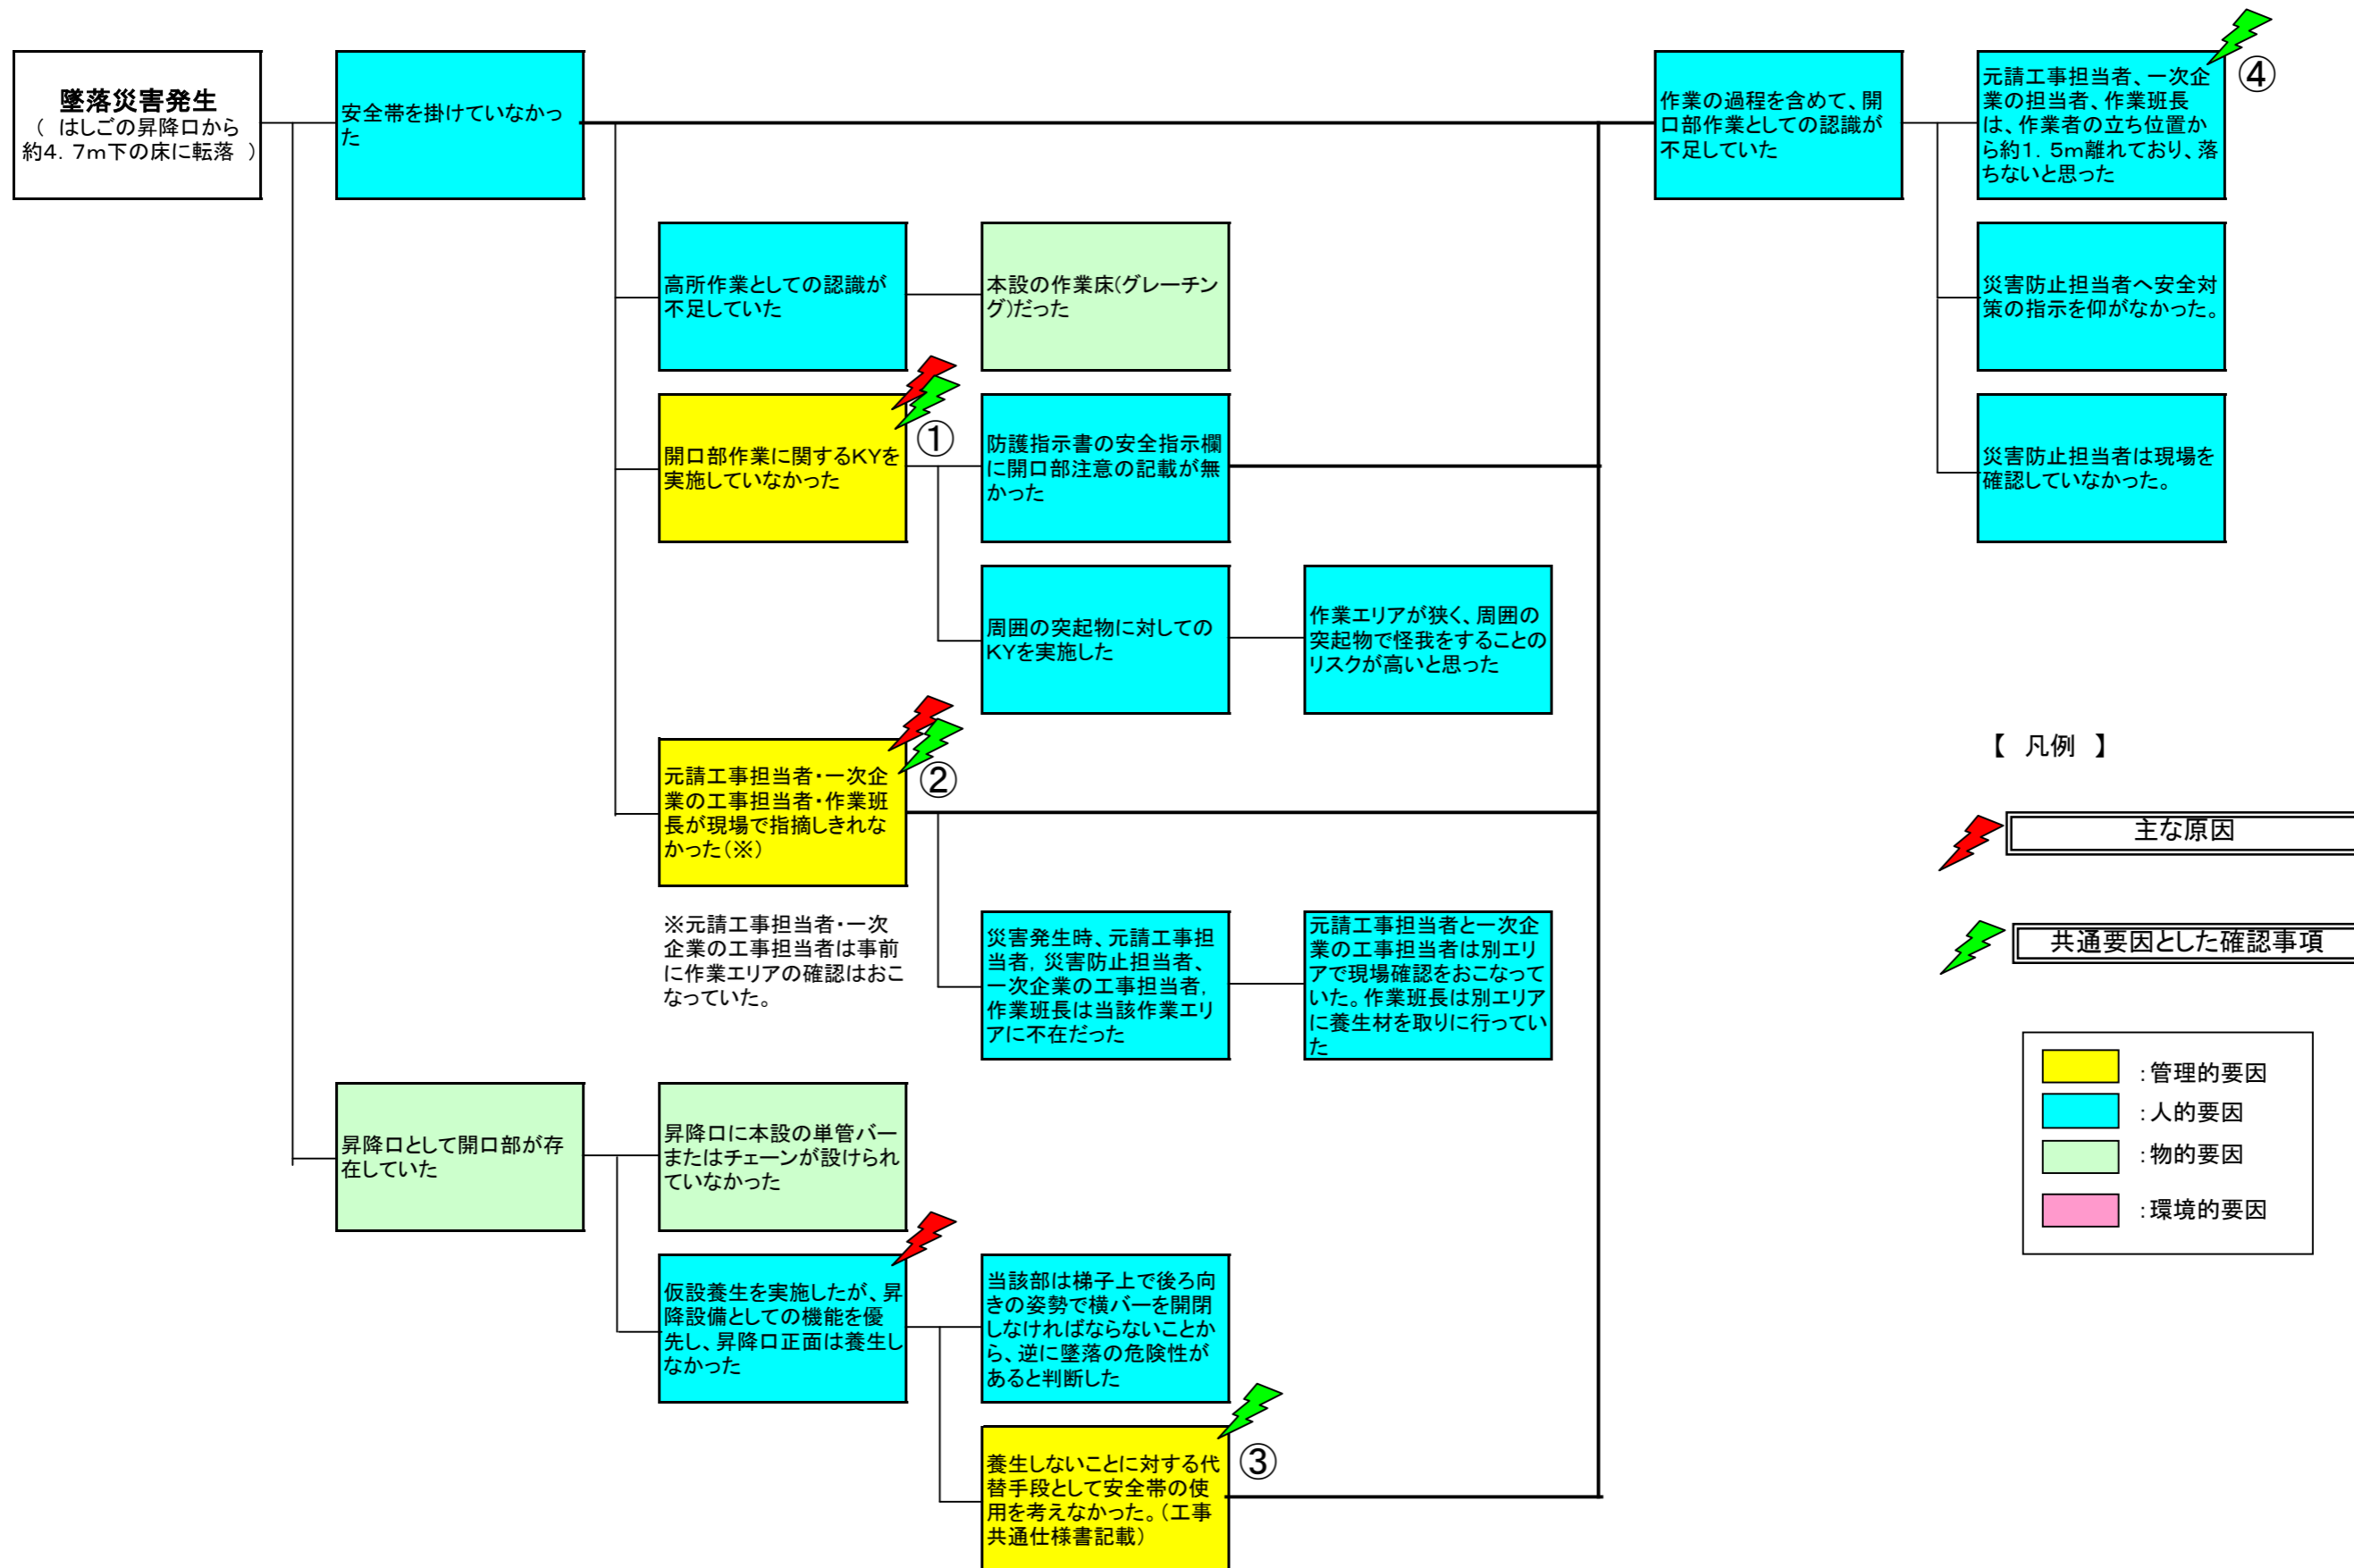 墜落災害発生
（　はしごの昇降口から
約4．7m下の床に転落　）
安全帯を掛けていなかっ
た
作業の過程を含めて、開
口部作業としての認識が
不足していた
元請工事担当者、一次企
業の担当者、作業班長
は、作業者の立ち位置か
ら約1．5m離れており、落
ちないと思った
④
高所作業としての認識が
不足していた
本設の作業床(グレーチン
グ)だった
災害防止担当者へ安全対
策の指示を仰がなかった。
開口部作業に関するKYを
実施していなかった
①
防護指示書の安全指示欄
に開口部注意の記載が無
かった
災害防止担当者は現場を
確認していなかった。
周囲の突起物に対しての
KYを実施した
作業エリアが狭く、周囲の
突起物で怪我をすることの
リスクが高いと思った
元請工事担当者・一次企
業の工事担当者・作業班
長が現場で指摘しきれな
かった（※）
②
※元請工事担当者・一次
企業の工事担当者は事前
に作業エリアの確認はおこ
なっていた。
災害発生時、元請工事担
当者，災害防止担当者、
一次企業の工事担当者，
作業班長は当該作業エリ
アに不在だった
元請工事担当者と一次企
業の工事担当者は別エリ
アで現場確認をおこなって
いた。作業班長は別エリア
に養生材を取りに行ってい
た
昇降口として開口部が存
在していた
昇降口に本設の単管バー
またはチェーンが設けられ
ていなかった
仮設養生を実施したが、昇
降設備としての機能を優
先し、昇降口正面は養生し
なかった
当該部は梯子上で後ろ向
きの姿勢で横バーを開閉
しなければならないことか
ら、逆に墜落の危険性が
あると判断した
養生しないことに対する代
替手段として安全帯の使
用を考えなかった。（工事
共通仕様書記載）
③
【　凡例　】
主な原因
共通要因とした確認事項
：管理的要因
：人的要因
：物的要因
：環境的要因